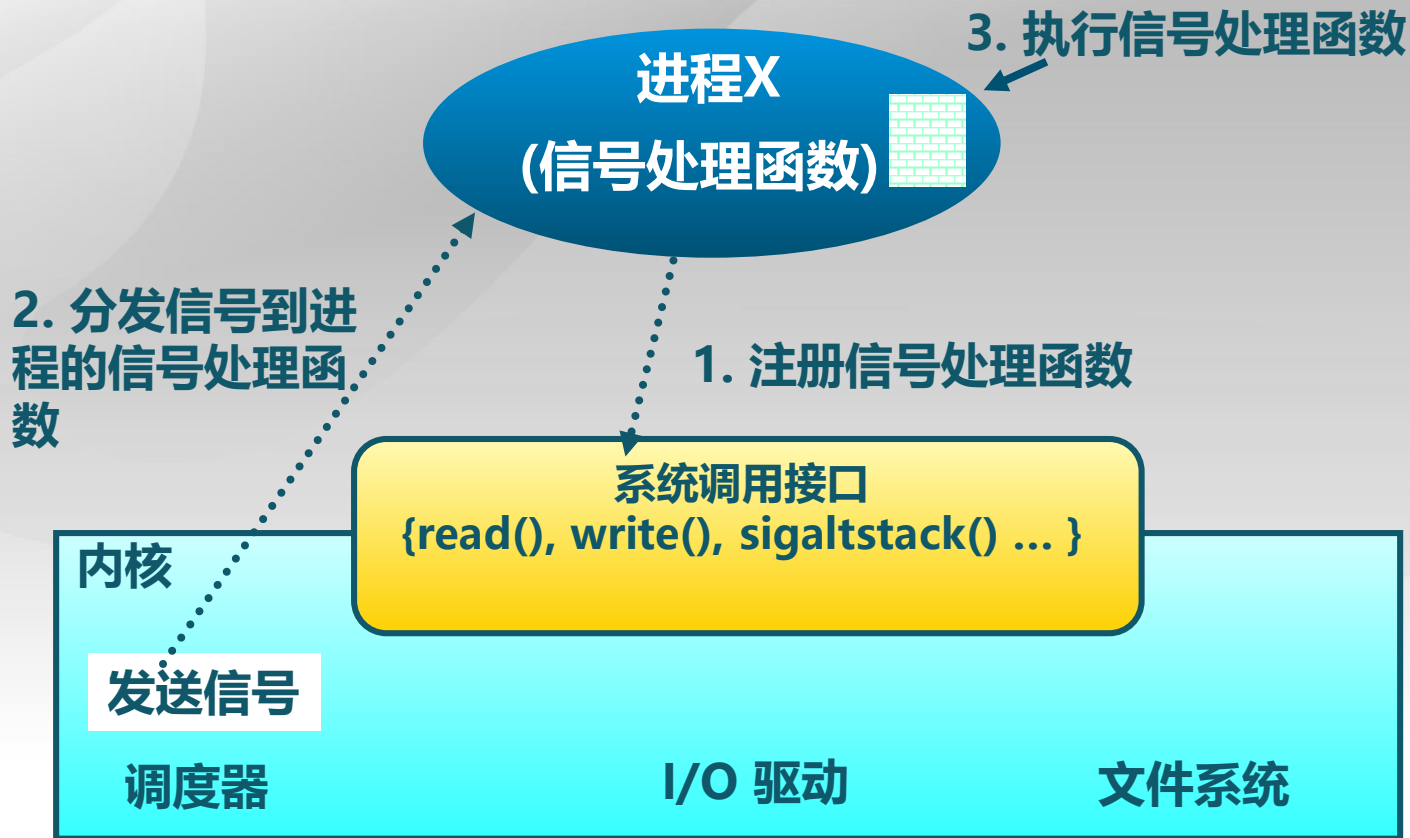 3. 执行信号处理函数
进程X
(信号处理函数)
2. 分发信号到进
程的信号处理函
数
1. 注册信号处理函数
系统调用接口
{read(), write(), sigaltstack() … }
内核
发送信号
调度器
I/O 驱动
文件系统